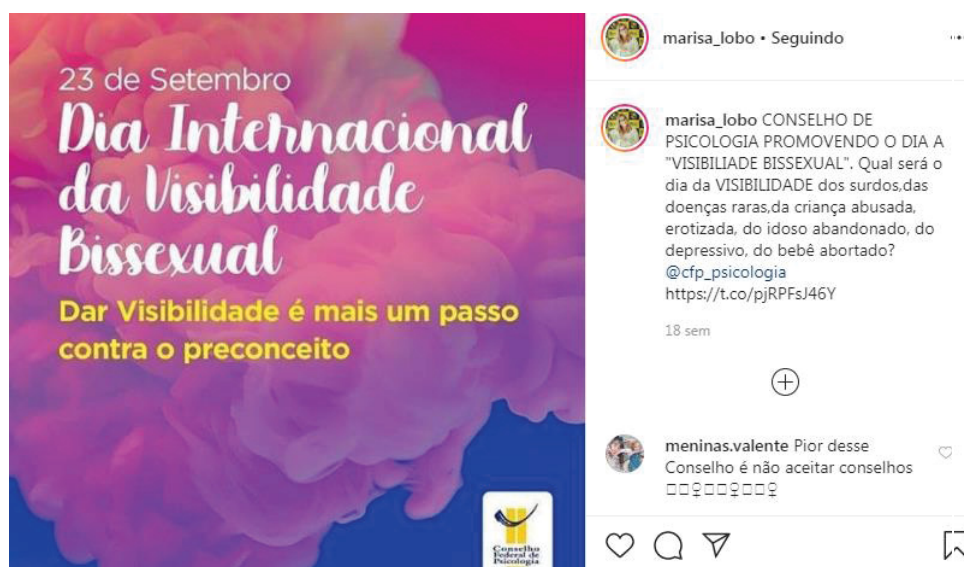 23 de Setembro
Dia Internacional
da Visibilidade
Bissexual
Dar Visibilidade é mais um passo
contra o preconceito
Conselho
Federal de
Psicologia
marisa_lobo • Seguindo
marisa_lobo CONSELHO DE
PSICOLOGIA PROMOVENDO O DIA A
"VISIBILIADE BISSEXUAL". Qual será o
dia da VISIBILIDADE dos surdos,das
doenças raras,da criança abusada,
erotizada, do idoso abandonado, do
depressivo, do bebê abortado?
@cfp_psicologia
https://t.co/pjRPFsJ46Y
18 sem
meninas.valente Pior desse
Conselho é não aceitar conselhos
□□♀□□♀□□♀